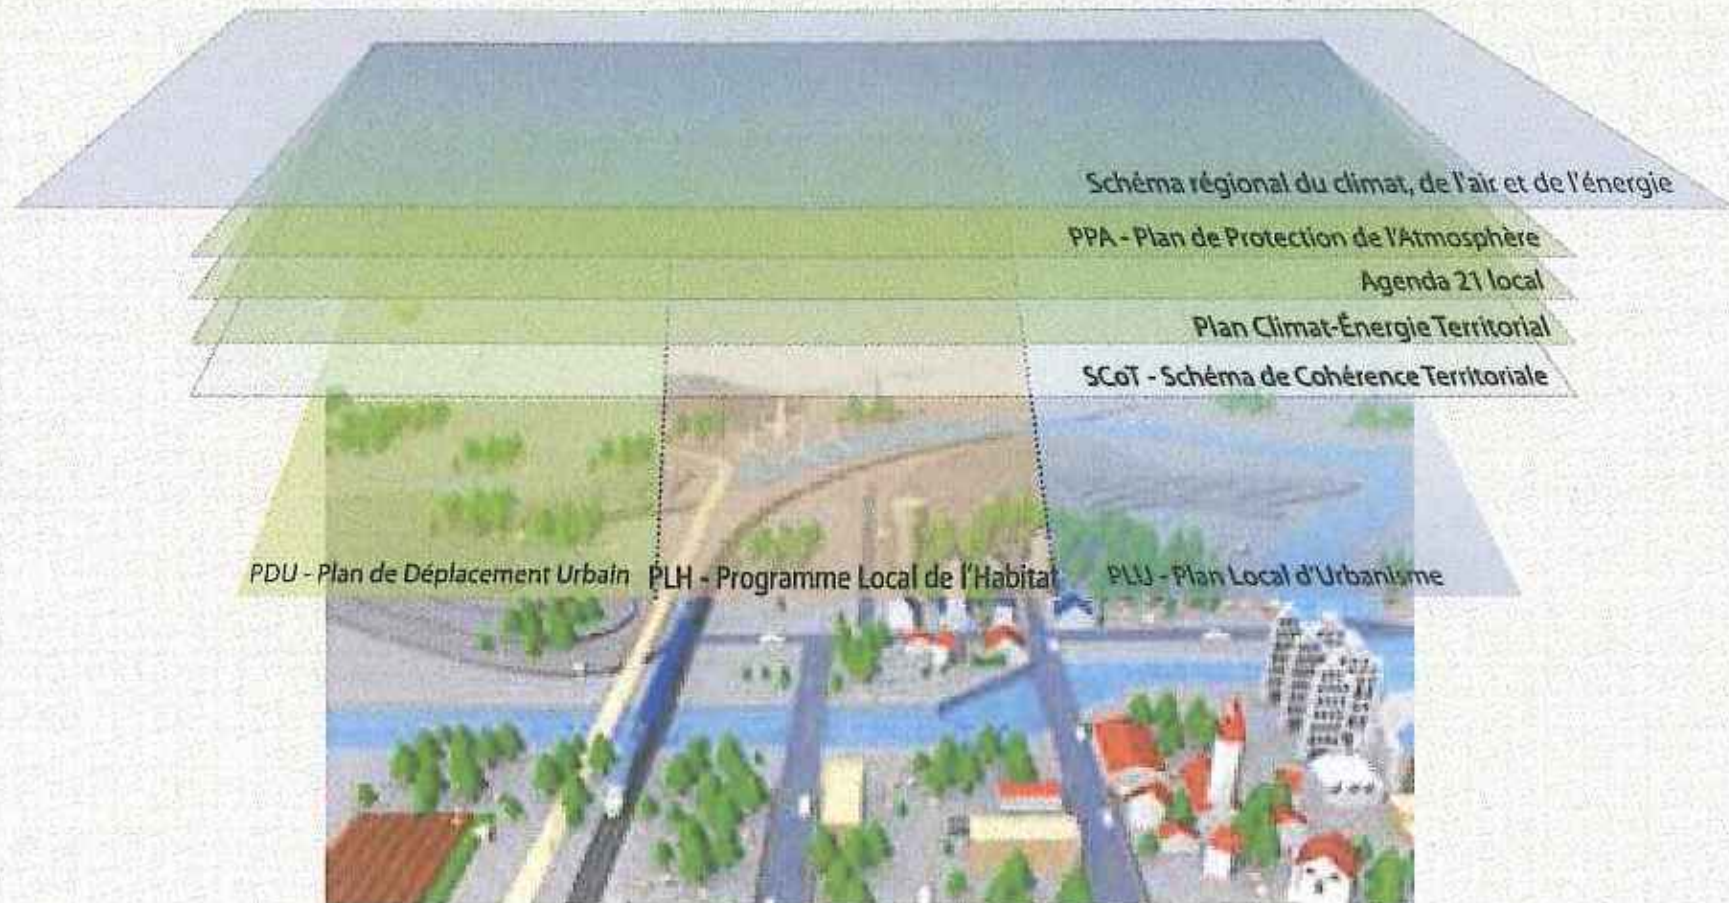 Schéma régional du climat, de l'air et de l'énergie
PPA - Plan de Protection de l'Atmosphère
Agenda 21 local
Plan Climat-Énergie Territorial
SCoT - Schéma de Cohérence Territoriale
PDU - Plan de Déplacement Urbain
PLH - Programme Local de l'Habitat
PLU - Plan Local d'Urbanisme